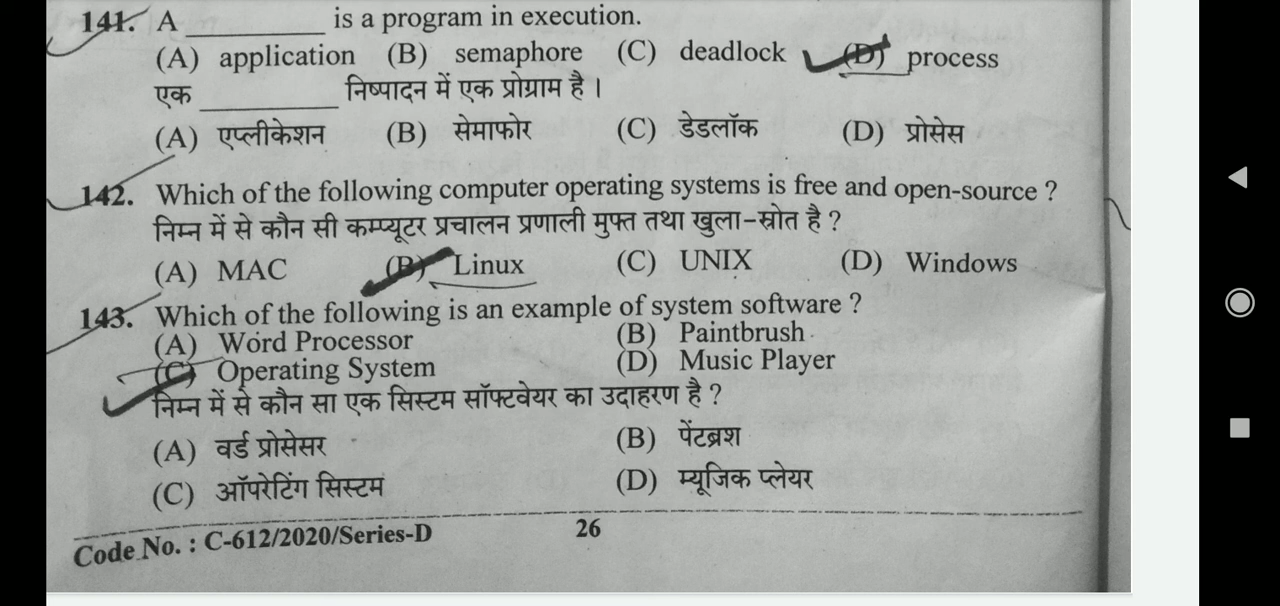 141. A __________ is a program in execution.
(A) application (B) semaphore (C) deadlock (D) process
एक __________ निष्पादन में एक प्रोग्राम है ।
(A) एप्लीकेशन (B) सेमाफोर (C) डेडलॉक (D) प्रोसेस
142. Which of the following computer operating systems is free and open-source ?
निम्न में से कौन सी कम्प्यूटर प्रचालन प्रणाली मुफ्त तथा खुला-स्रोत है ?
(A) MAC (B) Linux (C) UNIX (D) Windows
143. Which of the following is an example of system software ?
(A) Word Processor (B) Paintbrush
(C) Operating System (D) Music Player
निम्न में से कौन सा एक सिस्टम सॉफ्टवेयर का उदाहरण है ?
(A) वर्ड प्रोसेसर (B) पेंटब्रश
(C) ऑपरेटिंग सिस्टम (D) म्यूजिक प्लेयर
Code No. : C-612/2020/Series-D 26